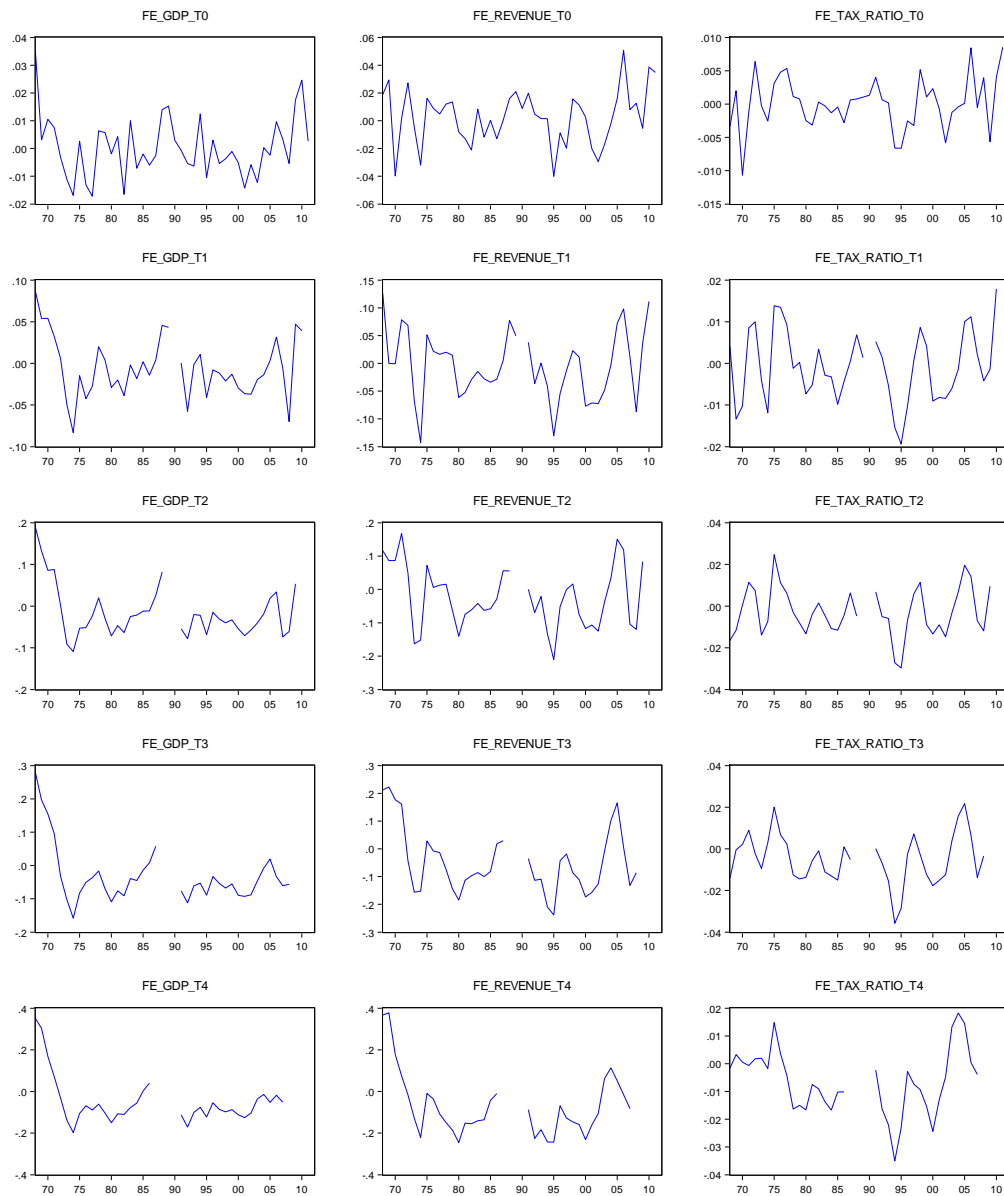 FE_GDP_T0 FE_REVENUE_T0 FE_TAX_RATIO_T0
.04 .06 .010
.03 .04 .005
.02 .02 .000
.01 .00 -.005
.00 -.02 -.010
-.01 -.04 -.015
-.02 -.06
70 75 80 85 90 95 00 05 10 70 75 80 85 90 95 00 05 10 70 75 80 85 90 95 00 05 10
FE_GDP_T1 FE_REVENUE_T1 FE_TAX_RATIO_T1
.10 .15 .02
.05 .10 .01
.00 .05 .00
-.05 .00 -.01
-.10 -.05 -.02
-.10
-.15
70 75 80 85 90 95 00 05 10 70 75 80 85 90 95 00 05 10 70 75 80 85 90 95 00 05 10
FE_GDP_T2 FE_REVENUE_T2 FE_TAX_RATIO_T2
.2 .2 .04
.1 .1 .02
.0 .0 .00
-.1 -.1 -.02
-.2 -.2 -.04
-.3
70 75 80 85 90 95 00 05 10 70 75 80 85 90 95 00 05 10 70 75 80 85 90 95 00 05 10
FE_GDP_T3 FE_REVENUE_T3 FE_TAX_RATIO_T3
.3 .3 .04
.2 .2 .02
.1 .1 .00
.0 .0 -.02
-.1 -.1 -.04
-.2 -.2
-.3
70 75 80 85 90 95 00 05 10 70 75 80 85 90 95 00 05 10 70 75 80 85 90 95 00 05 10
FE_GDP_T4 FE_REVENUE_T4 FE_TAX_RATIO_T4
.4 .4 .02
.2 .2 .01
.0 .0 .00
-.2 -.2 -.01
-.4 -.4 -.02
-.03
-.04
70 75 80 85 90 95 00 05 10 70 75 80 85 90 95 00 05 10 70 75 80 85 90 95 00 05 10